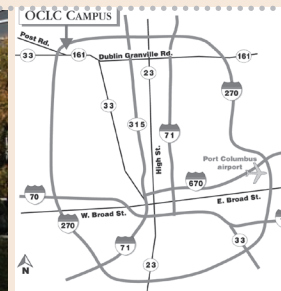 OCLC CAMPUS
Post Rd.
33
161
Dublin Granville Rd.
161
23
33
270
315
71
High St.
Port Columbus
airport
670
70
W. Broad St.
E. Broad St.
270
71
33
23
N